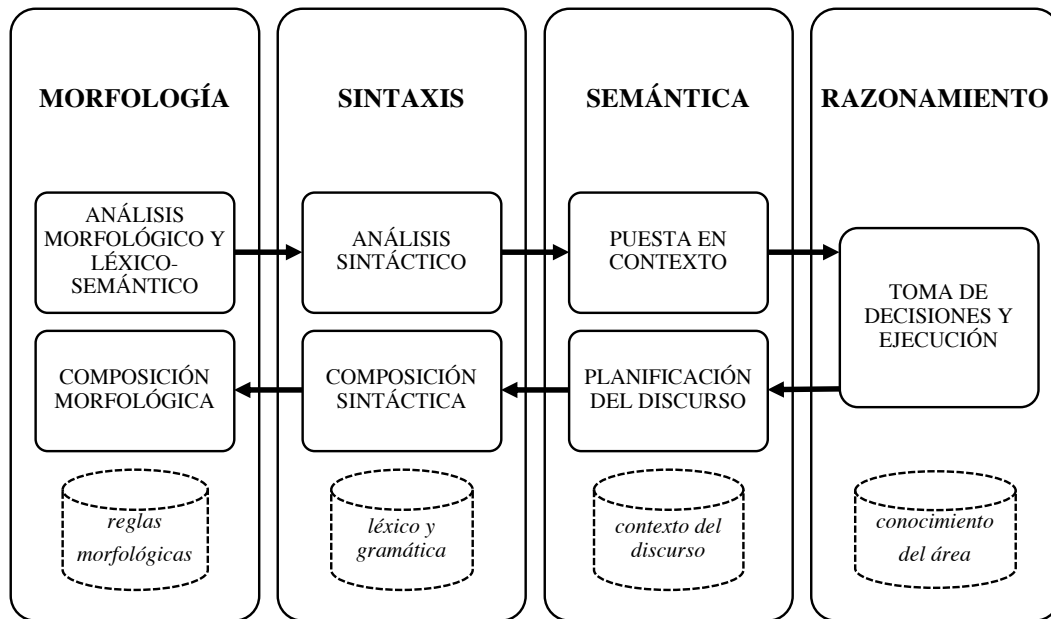 MORFOLOGÍA
SINTAXIS
SEMÁNTICA
RAZONAMIENTO
ANÁLISIS
MORFOLÓGICO Y
LÉXICO-
SEMÁNTICO
ANÁLISIS
SINTÁCTICO
PUESTA EN
CONTEXTO
TOMA DE
DECISIONES Y
EJECUCIÓN
COMPOSICIÓN
MORFOLÓGICA
COMPOSICIÓN
SINTÁCTICA
PLANIFICACIÓN
DEL DISCURSO
reglas
morfológicas
léxico y
gramática
contexto del
discurso
conocimiento
del área